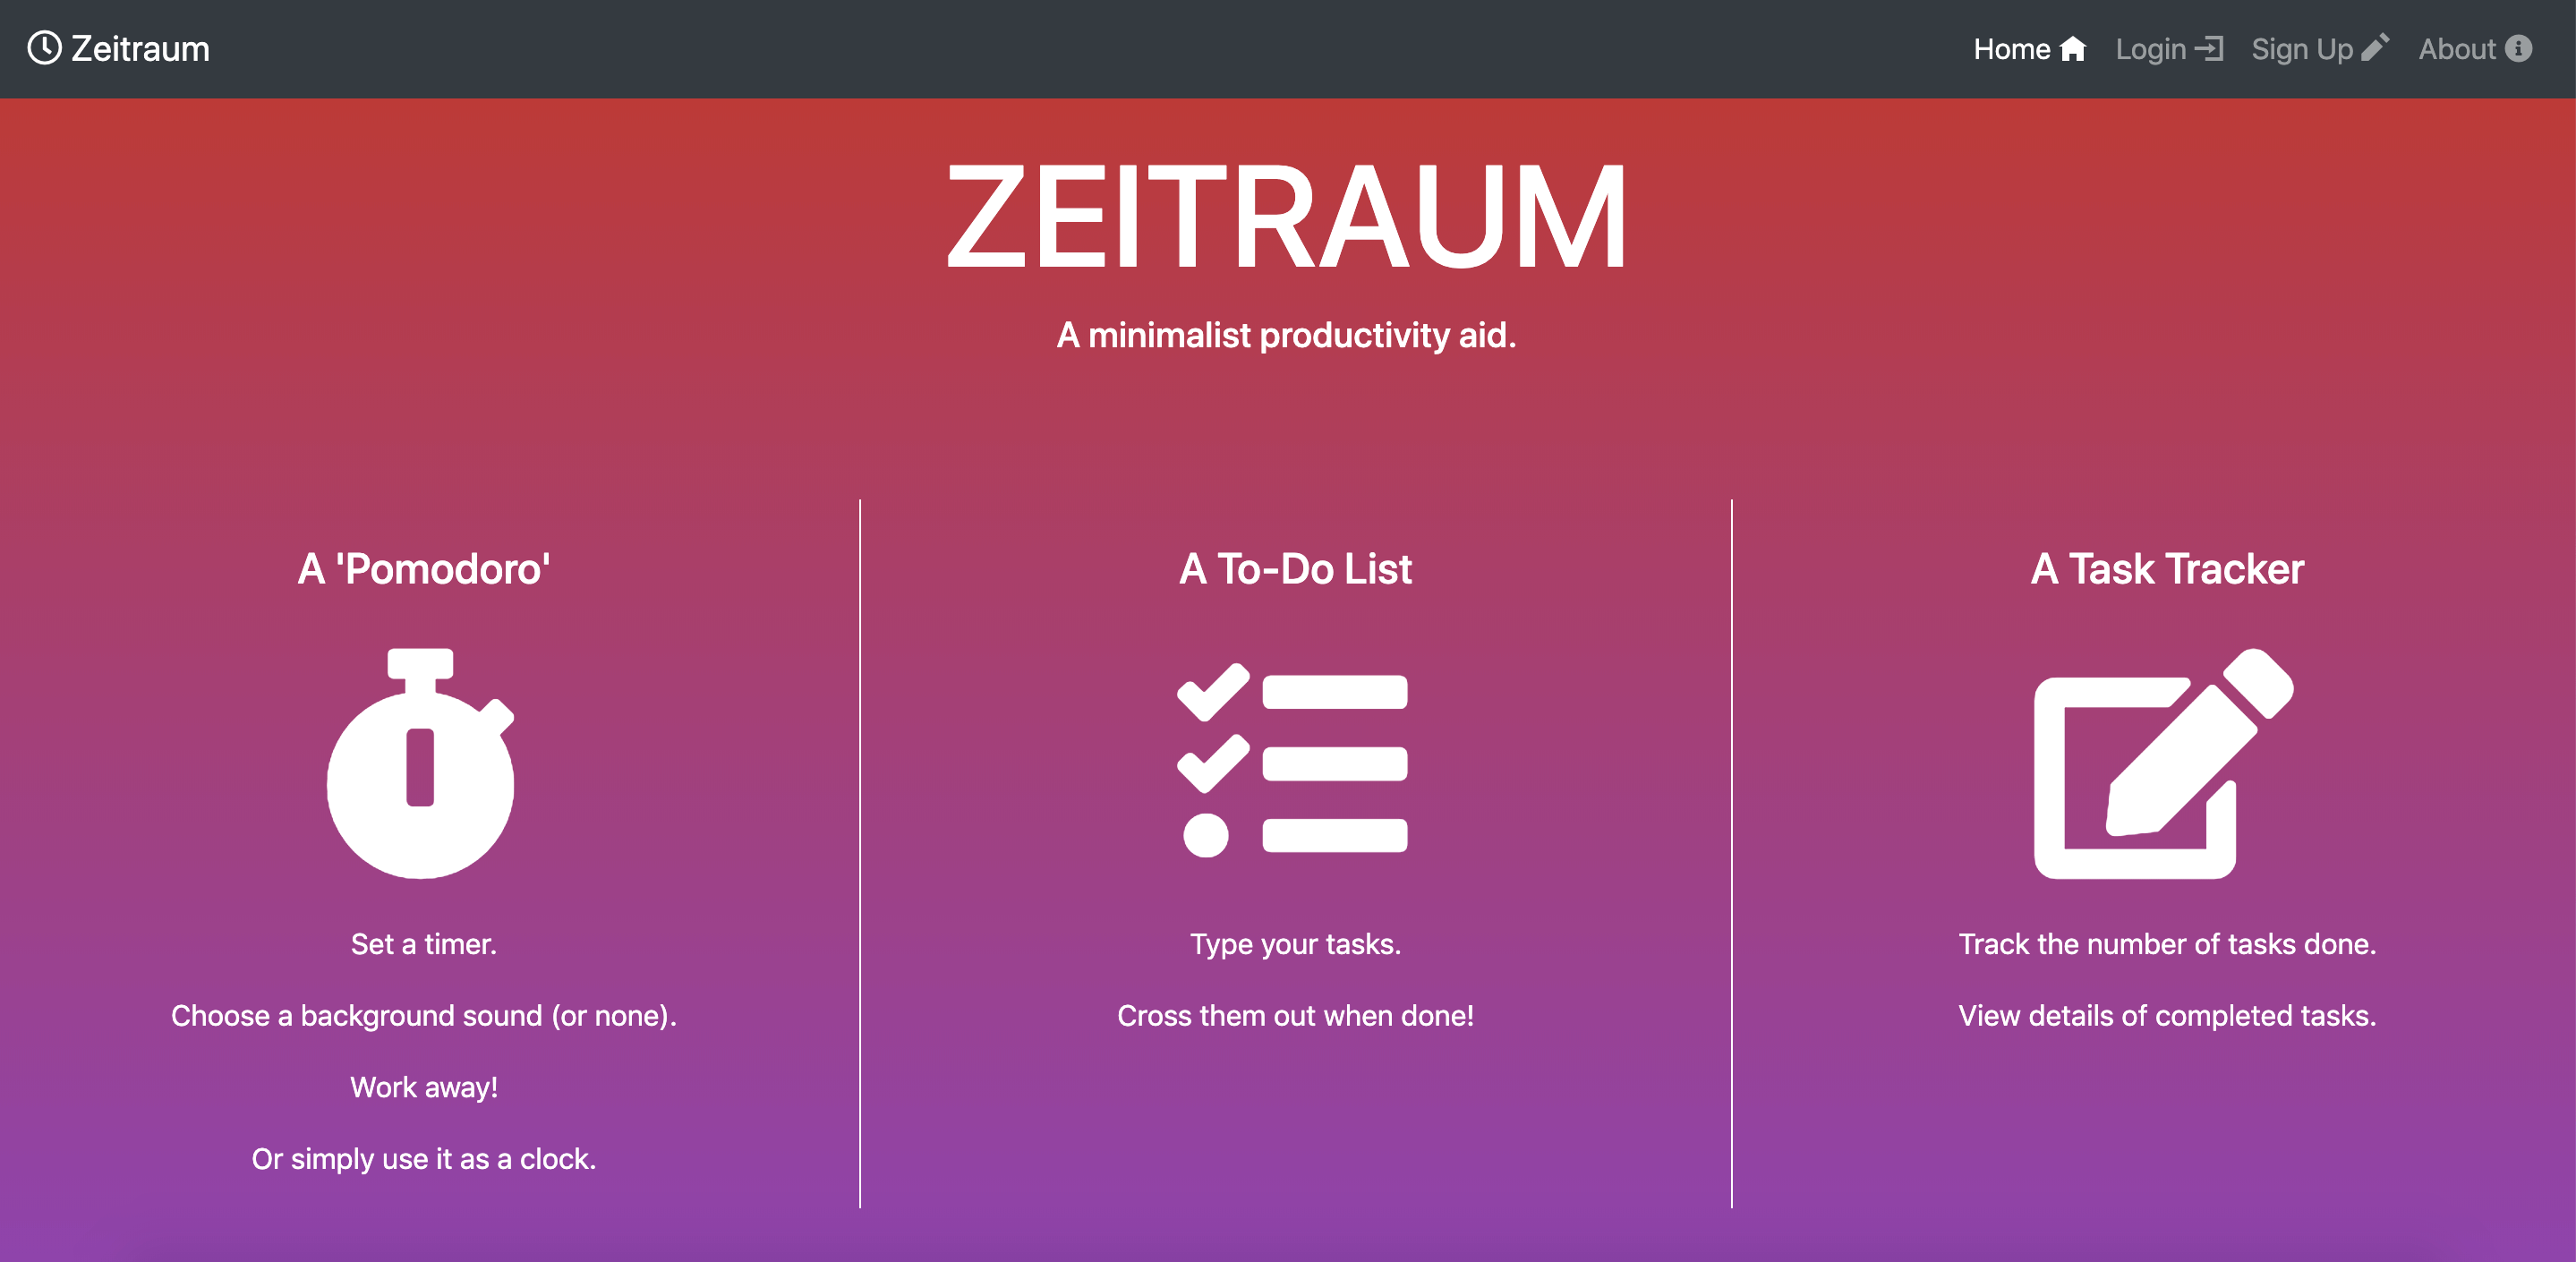 Zeitraum
Home Login Sign Up About
ZEITRAUM
A minimalist productivity aid.
A 'Pomodoro'
Set a timer.
Choose a background sound (or none).
Work away!
Or simply use it as a clock.
A To-Do List
Type your tasks.
Cross them out when done!
A Task Tracker
Track the number of tasks done.
View details of completed tasks.